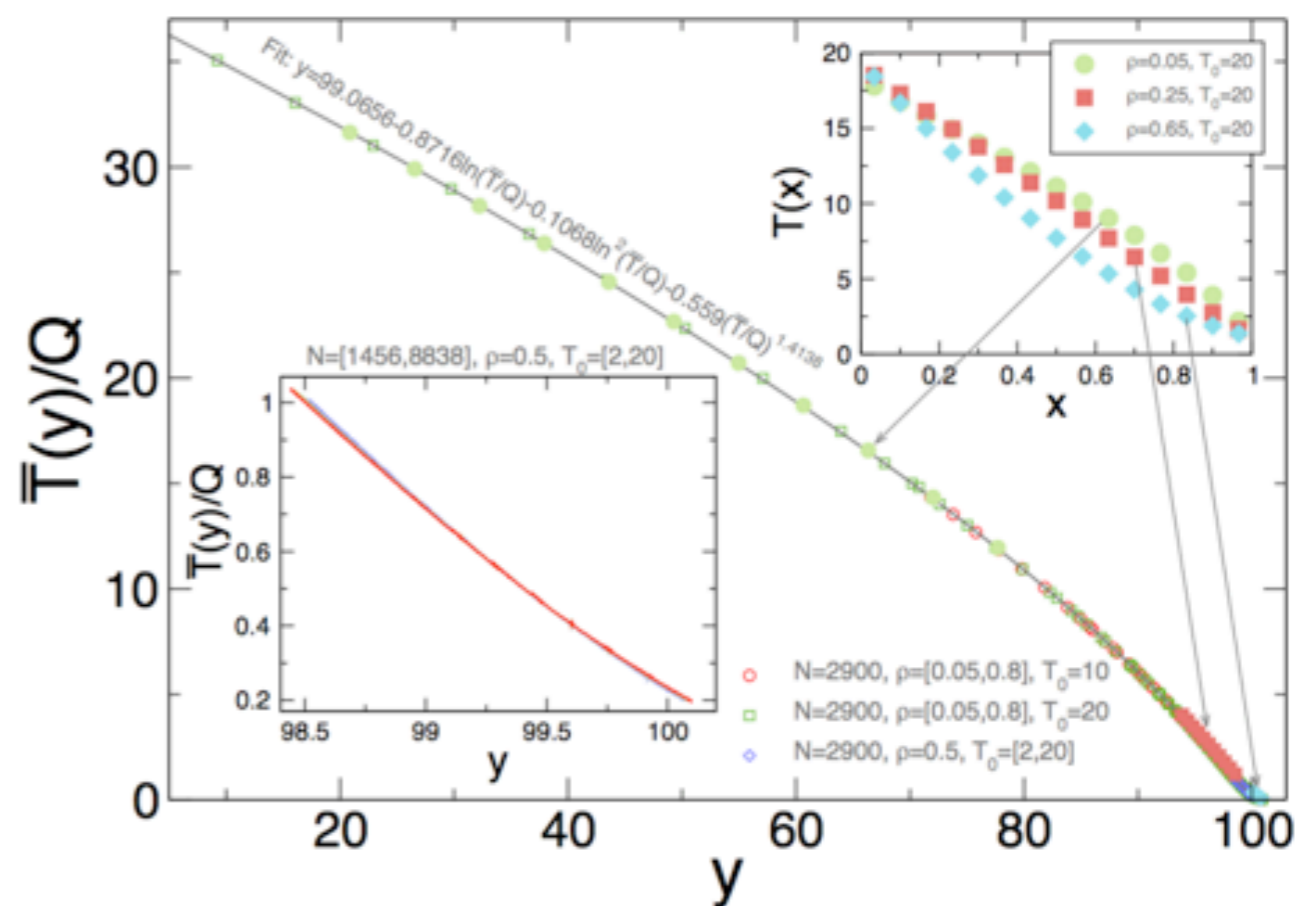 Fit: y=99.0656-0.8716ln(T̿/Q)-0.1068ln²(T̿/Q)-0.559(T̿/Q)^1.4138
20
15
10
5
0
T(x)
0 0.2 0.4 0.6 0.8 1
x
ρ=0.05, T₀=20
ρ=0.25, T₀=20
ρ=0.65, T₀=20
N=[1456,8838], ρ=0.5, T₀=[2,20]
1
0.8
0.6
0.4
0.2
T̿(y)/Q
98.5 99 99.5 100
y
N=2900, ρ=[0.05,0.8], T₀=10
N=2900, ρ=[0.05,0.8], T₀=20
N=2900, ρ=0.5, T₀=[2,20]
30
20
10
0
T̿(y)/Q
20 40 60 80 100
y